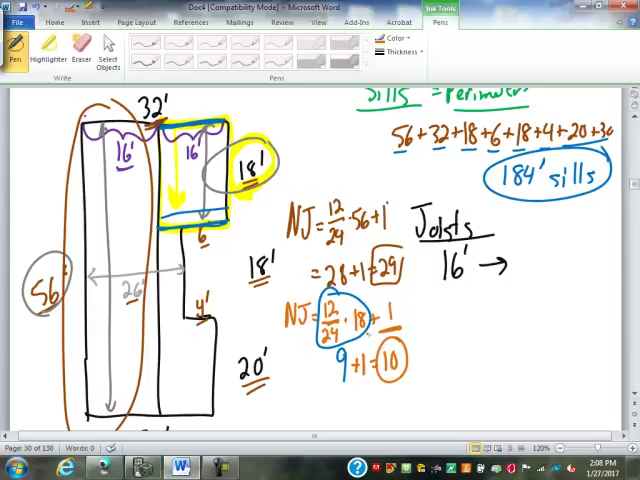 Doc4 [Compatibility Mode] - Microsoft Word
Ink Tools
File
Home
Insert
Page Layout
References
Mailings
Review
View
Add-Ins
Acrobat
Pens
Pen
Highlighter
Eraser
Select Objects
Color
Thickness
Write
Pens
Sills = Perimeter
56+32+18+6+18+4+20+30
184' sills
32'
16'
16'
18'
6
18'
56
26'
4'
20'
NJ = 12/24 · 56 + 1
= 28 + 1 = 29
NJ = 12/24 · 18 + 1
9 + 1 = 10
Joists
16' →
Page: 30 of 130
Words: 0
120%
2:08 PM
1/27/2017